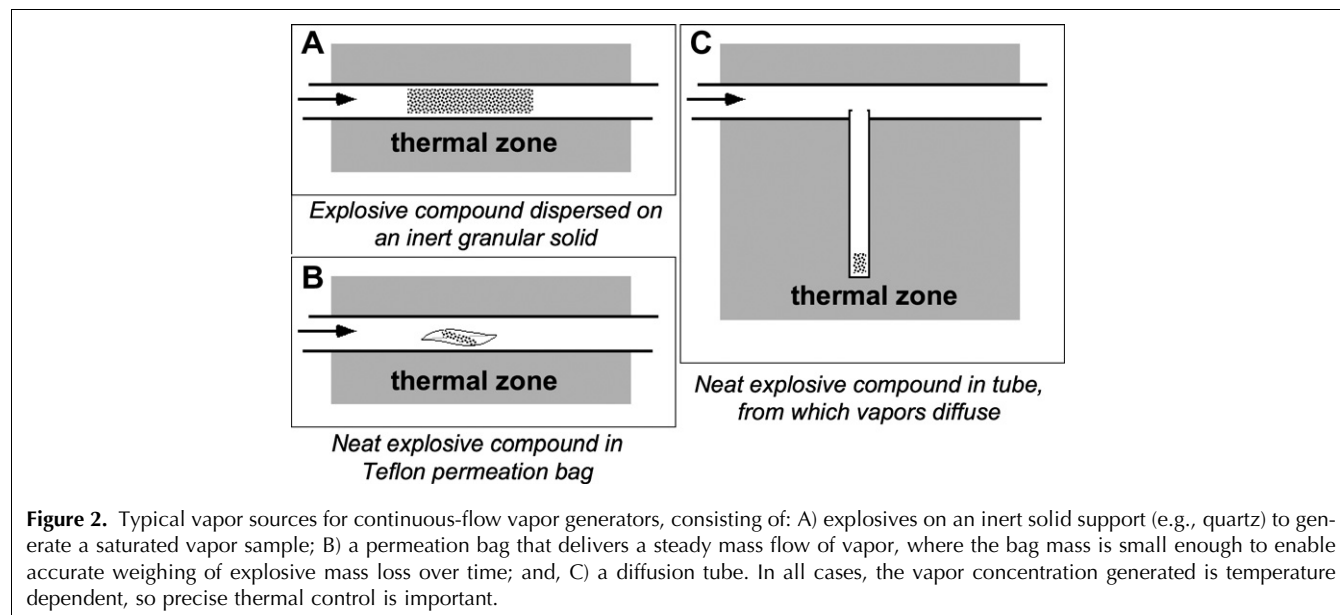 A
thermal zone
Explosive compound dispersed on
an inert granular solid
B
thermal zone
Neat explosive compound in
Teflon permeation bag
C
thermal zone
Neat explosive compound in tube,
from which vapors diffuse
Figure 2. Typical vapor sources for continuous-flow vapor generators, consisting of: A) explosives on an inert solid support (e.g., quartz) to gen-
erate a saturated vapor sample; B) a permeation bag that delivers a steady mass flow of vapor, where the bag mass is small enough to enable
accurate weighing of explosive mass loss over time; and, C) a diffusion tube. In all cases, the vapor concentration generated is temperature
dependent, so precise thermal control is important.